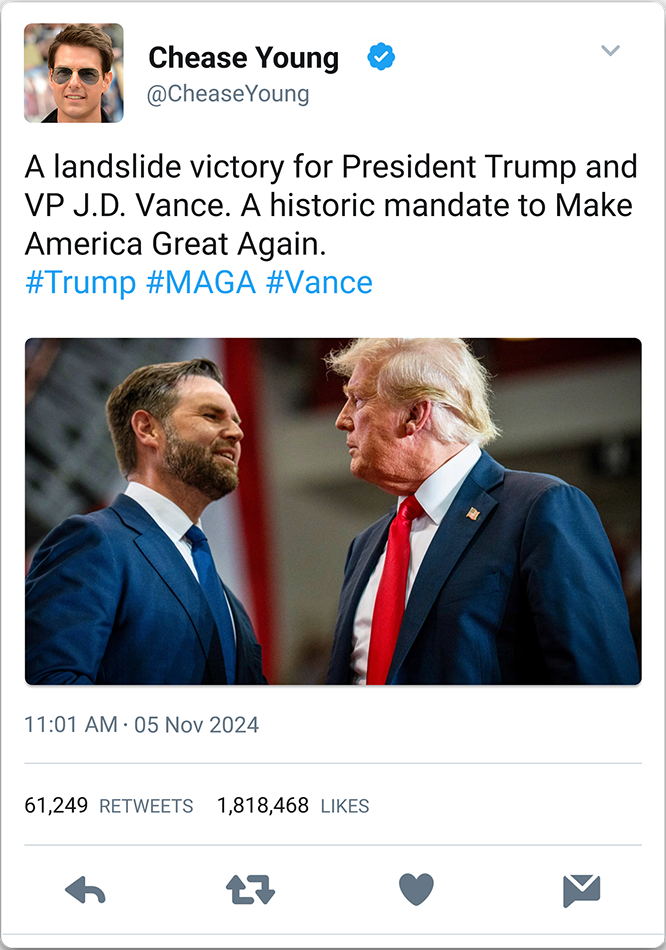 Chease Young
@CheaseYoung
A landslide victory for President Trump and
VP J.D. Vance. A historic mandate to Make
America Great Again.
#Trump #MAGA #Vance
11:01 AM · 05 Nov 2024
61,249 RETWEETS 1,818,468 LIKES